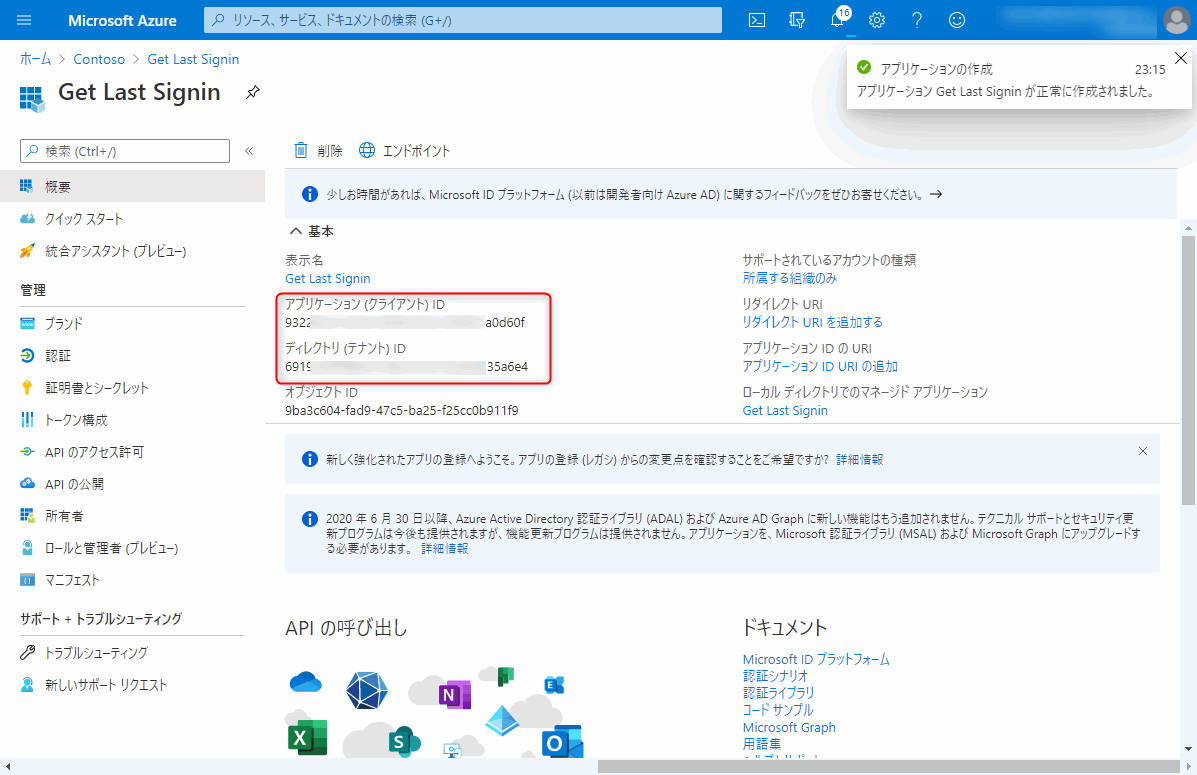 Microsoft Azure
リソース、サービス、ドキュメントの検索 (G+/)
16
ホーム > Contoso > Get Last Signin
Get Last Signin
アプリケーションの作成 23:15
アプリケーション Get Last Signin が正常に作成されました。
検索 (Ctrl+/)
«
削除
エンドポイント
概要
クイック スタート
統合アシスタント (プレビュー)
管理
ブランド
認証
証明書とシークレット
トークン構成
API のアクセス許可
API の公開
所有者
ロールと管理者 (プレビュー)
マニフェスト
サポート + トラブルシューティング
トラブルシューティング
新しいサポート リクエスト
少しお時間があれば、Microsoft ID プラットフォーム (以前は開発者向け Azure AD) に関するフィードバックをぜひお寄せください。 →
基本
表示名
Get Last Signin
アプリケーション (クライアント) ID
9322 a0d60f
ディレクトリ (テナント) ID
6919 35a6e4
オブジェクト ID
9ba3c604-fad9-47c5-ba25-f25cc0b911f9
サポートされているアカウントの種類
所属する組織のみ
リダイレクト URI
リダイレクト URI を追加する
アプリケーション ID の URI
アプリケーション ID URI の追加
ローカル ディレクトリでのマネージド アプリケーション
Get Last Signin
新しく強化されたアプリの登録へようこそ。アプリの登録 (レガシ) からの変更点を確認することをご希望ですか? 詳細情報
2020 年 6 月 30 日以降、Azure Active Directory 認証ライブラリ (ADAL) および Azure AD Graph に新しい機能はもう追加されません。テクニカル サポートとセキュリティ更
新プログラムは今後も提供されますが、機能更新プログラムは提供されません。アプリケーションを、Microsoft 認証ライブラリ (MSAL) および Microsoft Graph にアップグレードす
る必要があります。 詳細情報
API の呼び出し
N
E
X
S
O
ドキュメント
Microsoft ID プラットフォーム
認証シナリオ
認証ライブラリ
コード サンプル
Microsoft Graph
用語集